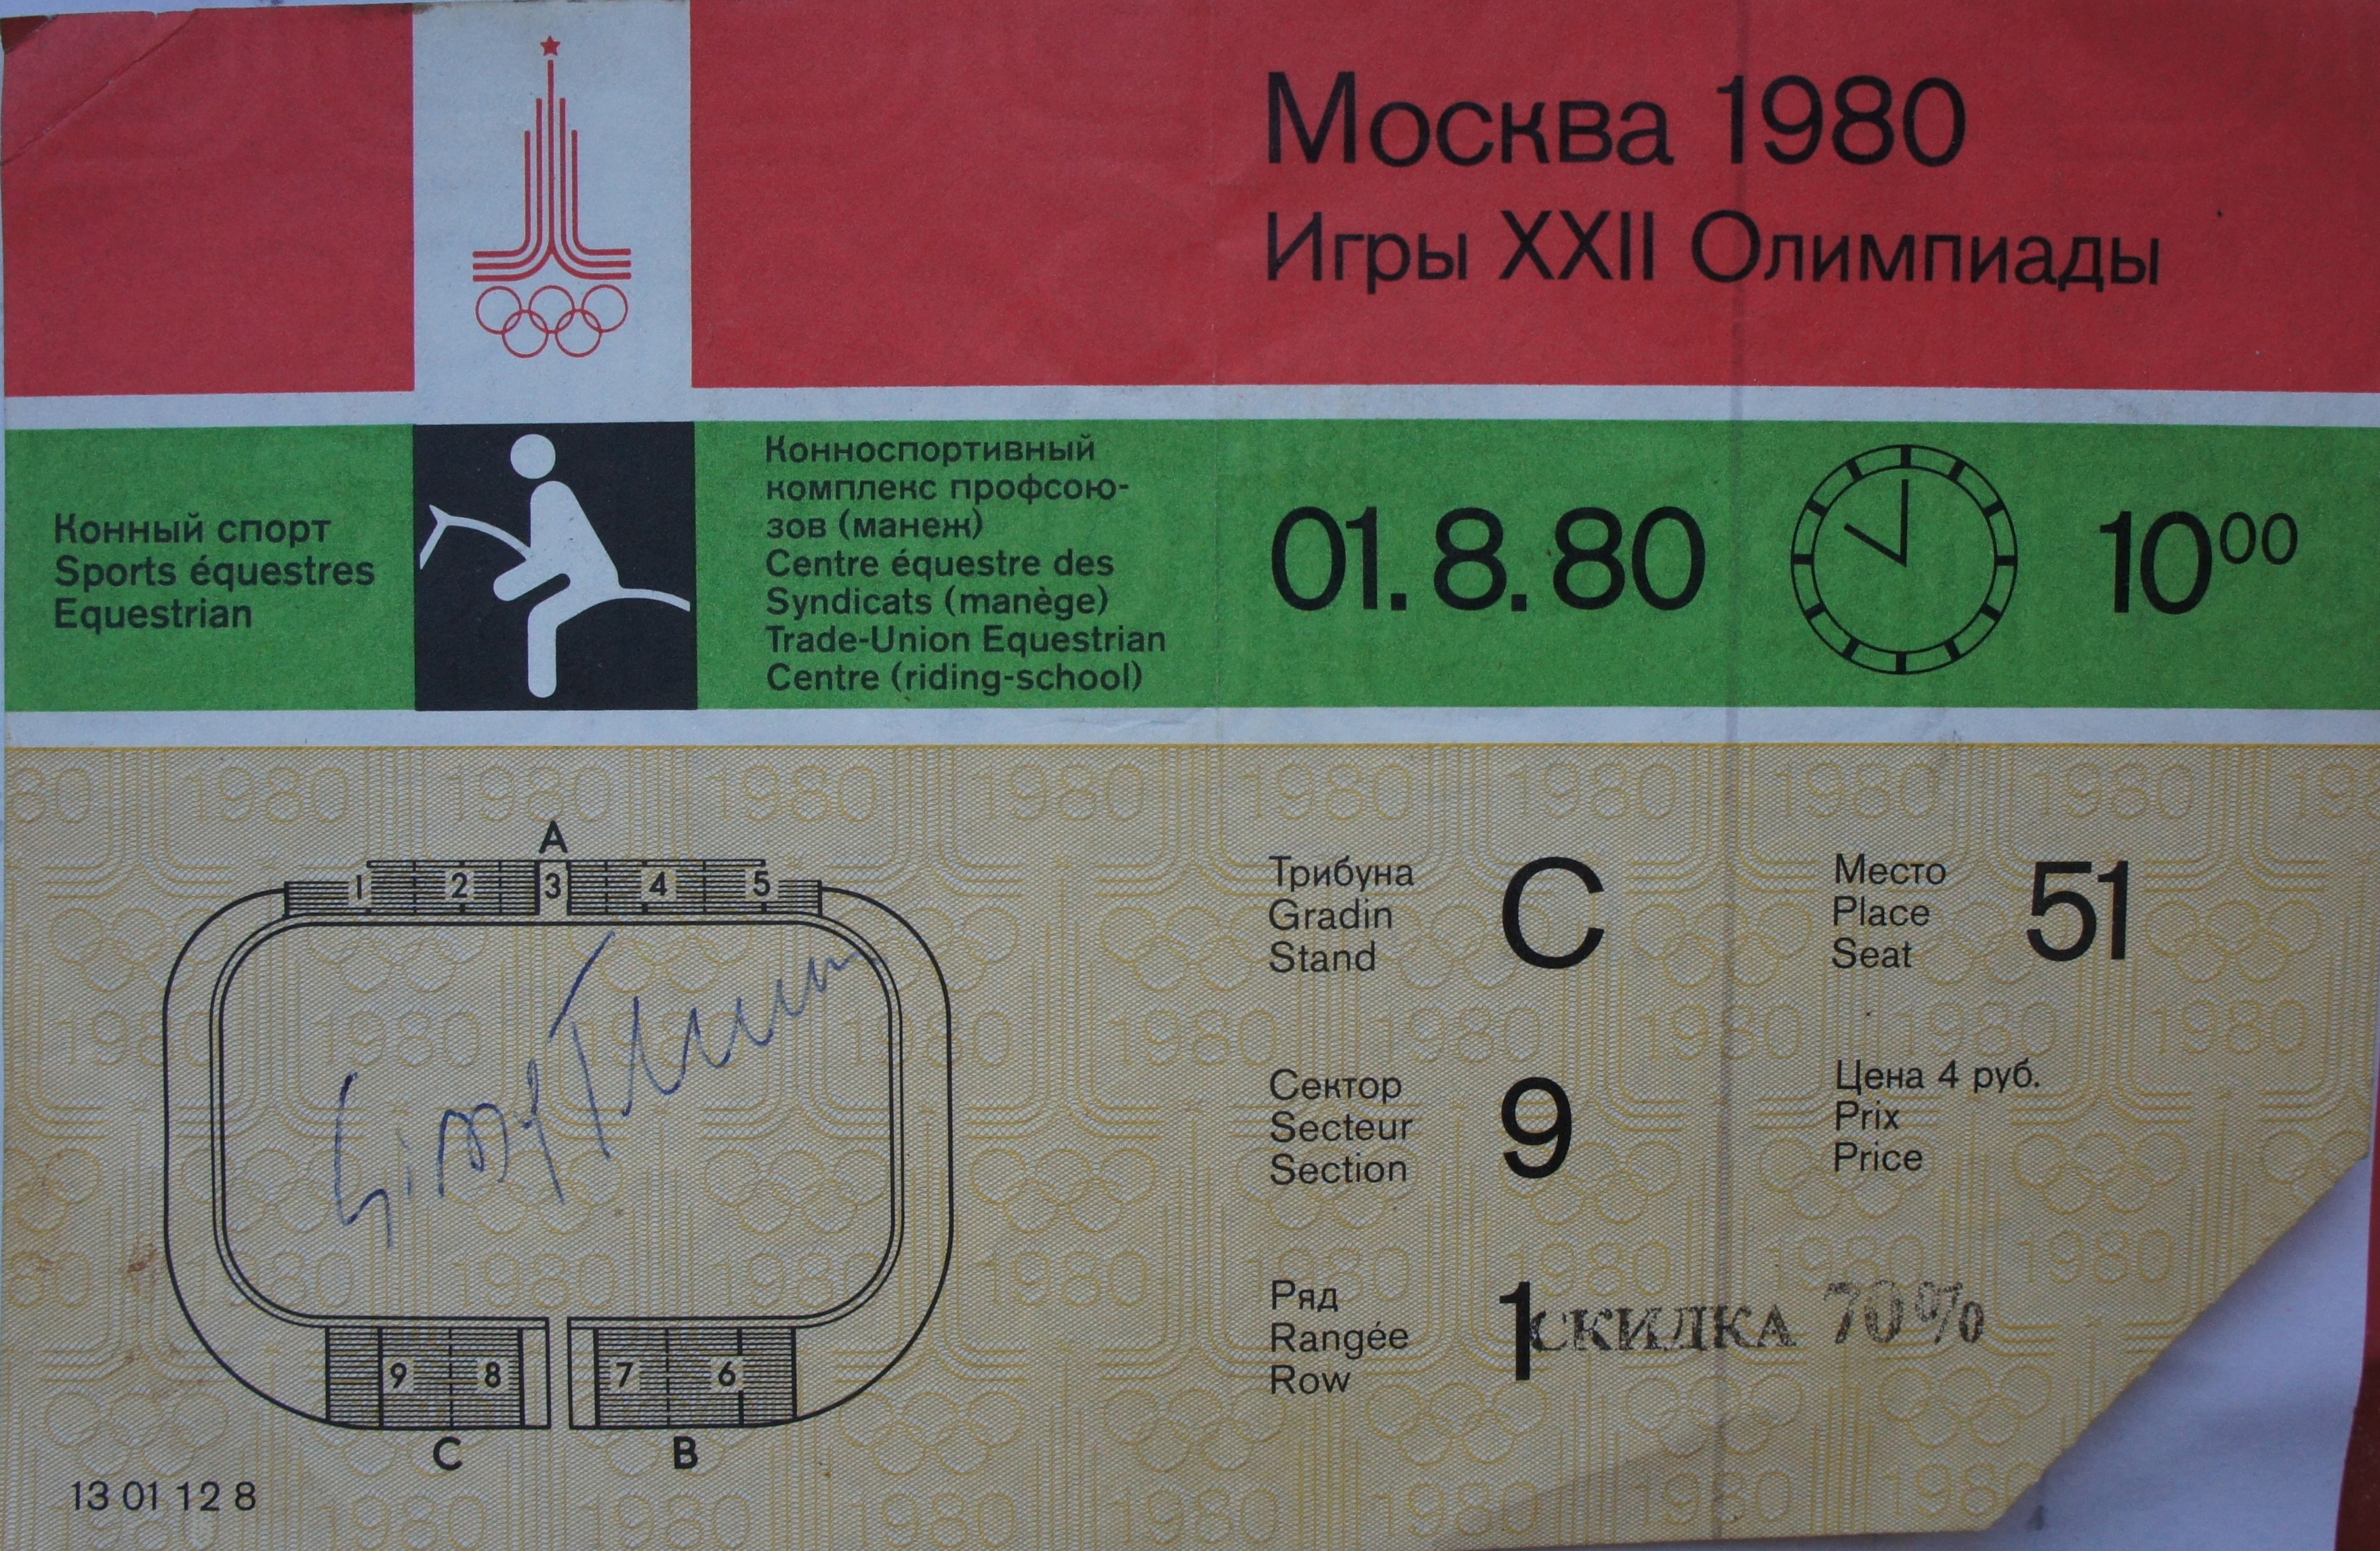 Москва 1980
Игры XXII Олимпиады
Конный спорт
Sports équestres
Equestrian
Конноспортивный
комплекс профсою-
зов (манеж)
Centre équestre des
Syndicats (manège)
Trade-Union Equestrian
Centre (riding-school)
01.8.80
10⁰⁰
A
1 2 3 4 5
9 8 7 6
C B
13 01 12 8
Трибуна
Gradin
Stand
C
Место
Place
Seat
51
Сектор
Secteur
Section
9
Цена 4 руб.
Prix
Price
Ряд
Rangée
Row
1
СКИДКА 70%